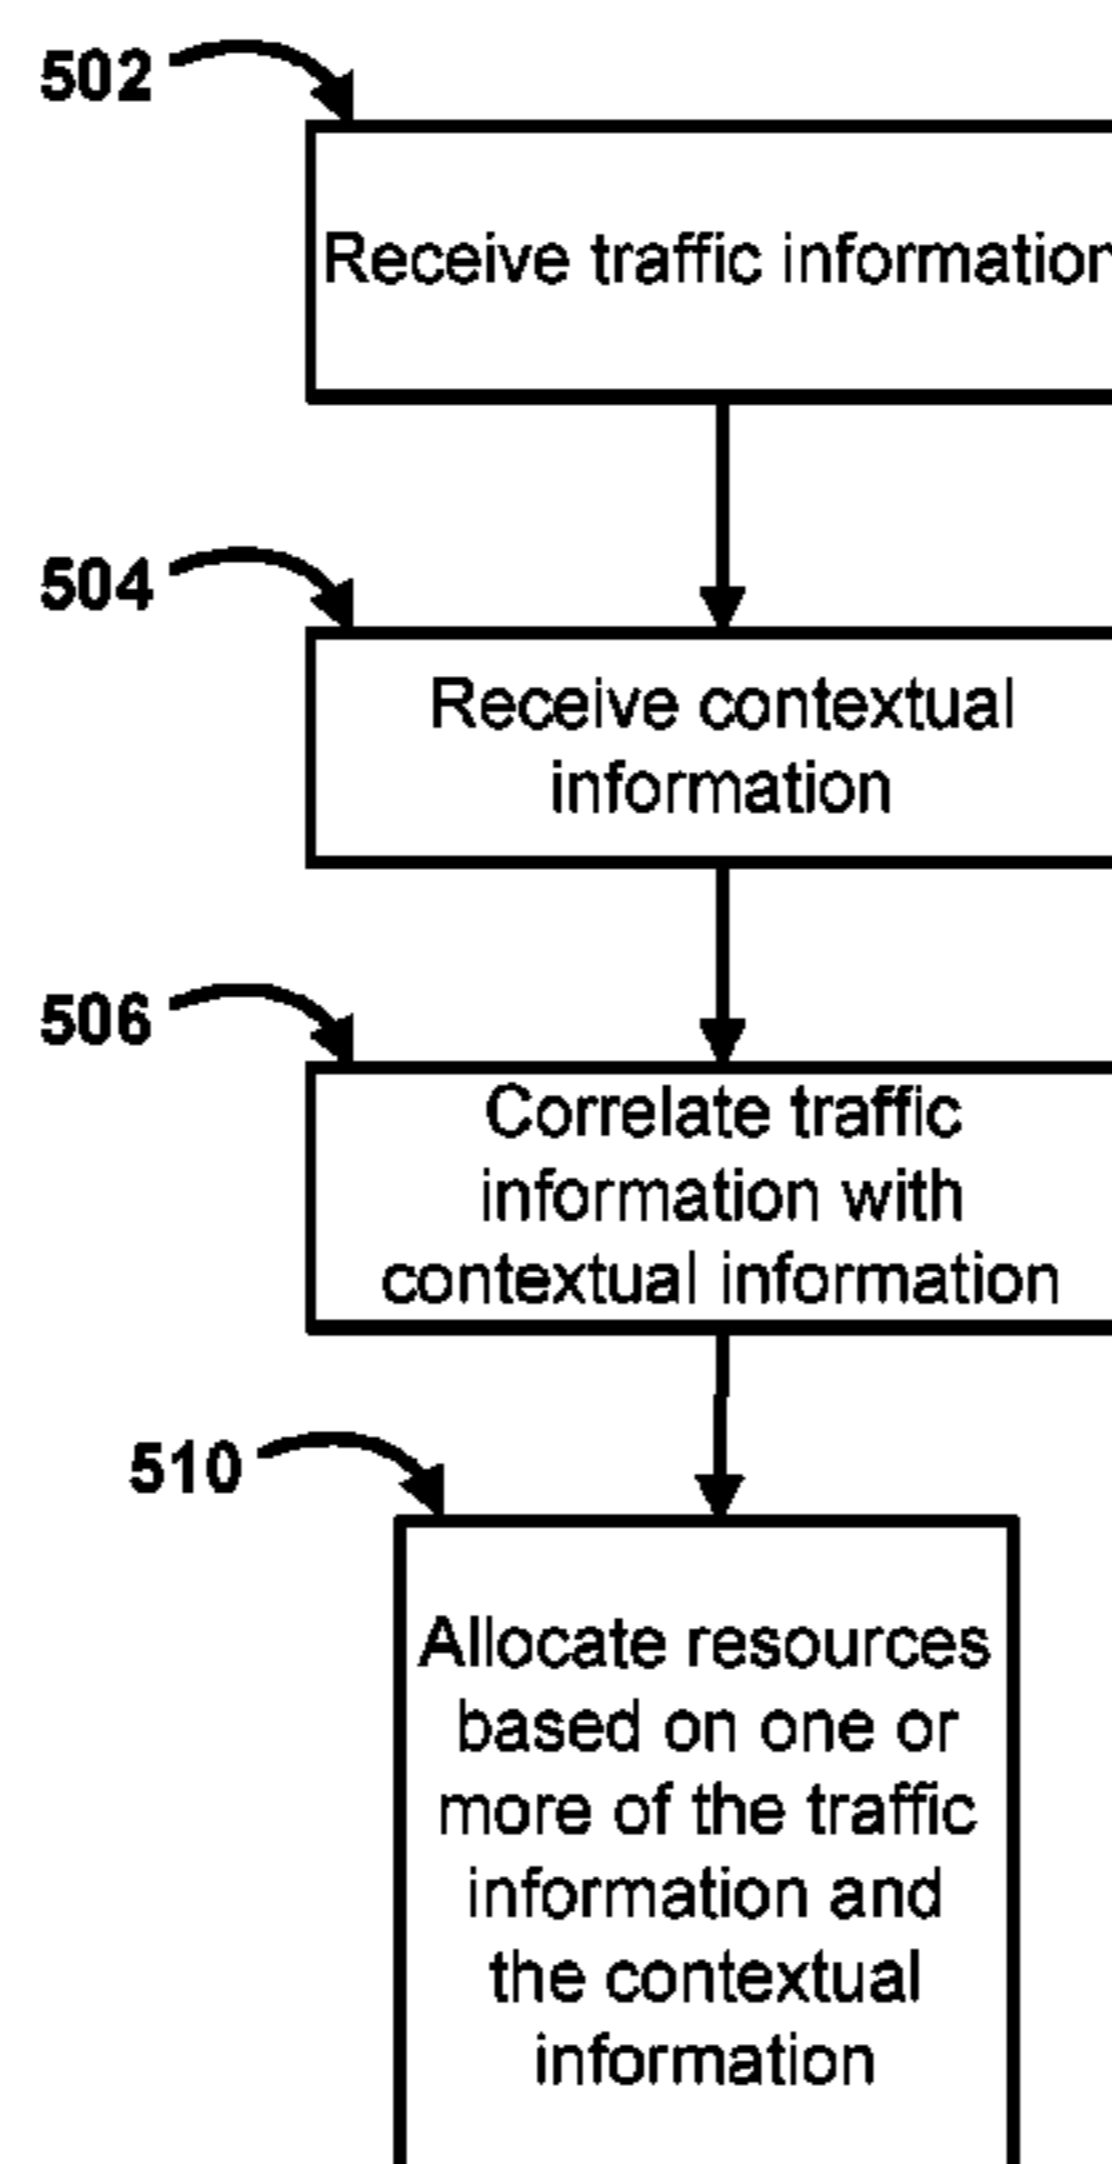 502
Receive traffic information
504
Receive contextual
information
506
Correlate traffic
information with
contextual information
510
Allocate resources
based on one or
more of the traffic
information and
the contextual
information